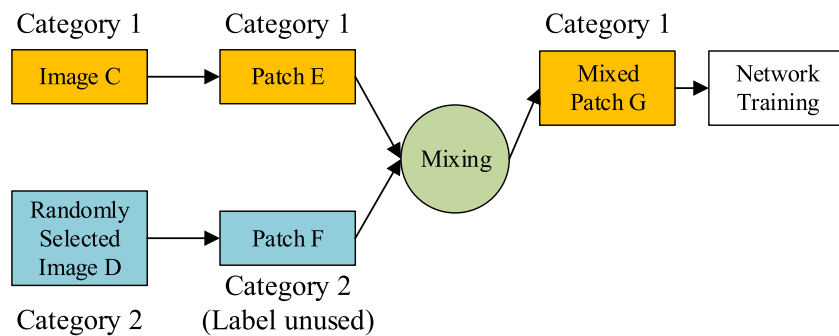 Category 1
Category 1
Category 1
Image C
Patch E
Mixed
Patch G
Network
Training
Mixing
Randomly
Selected
Image D
Patch F
Category 2
Category 2
(Label unused)